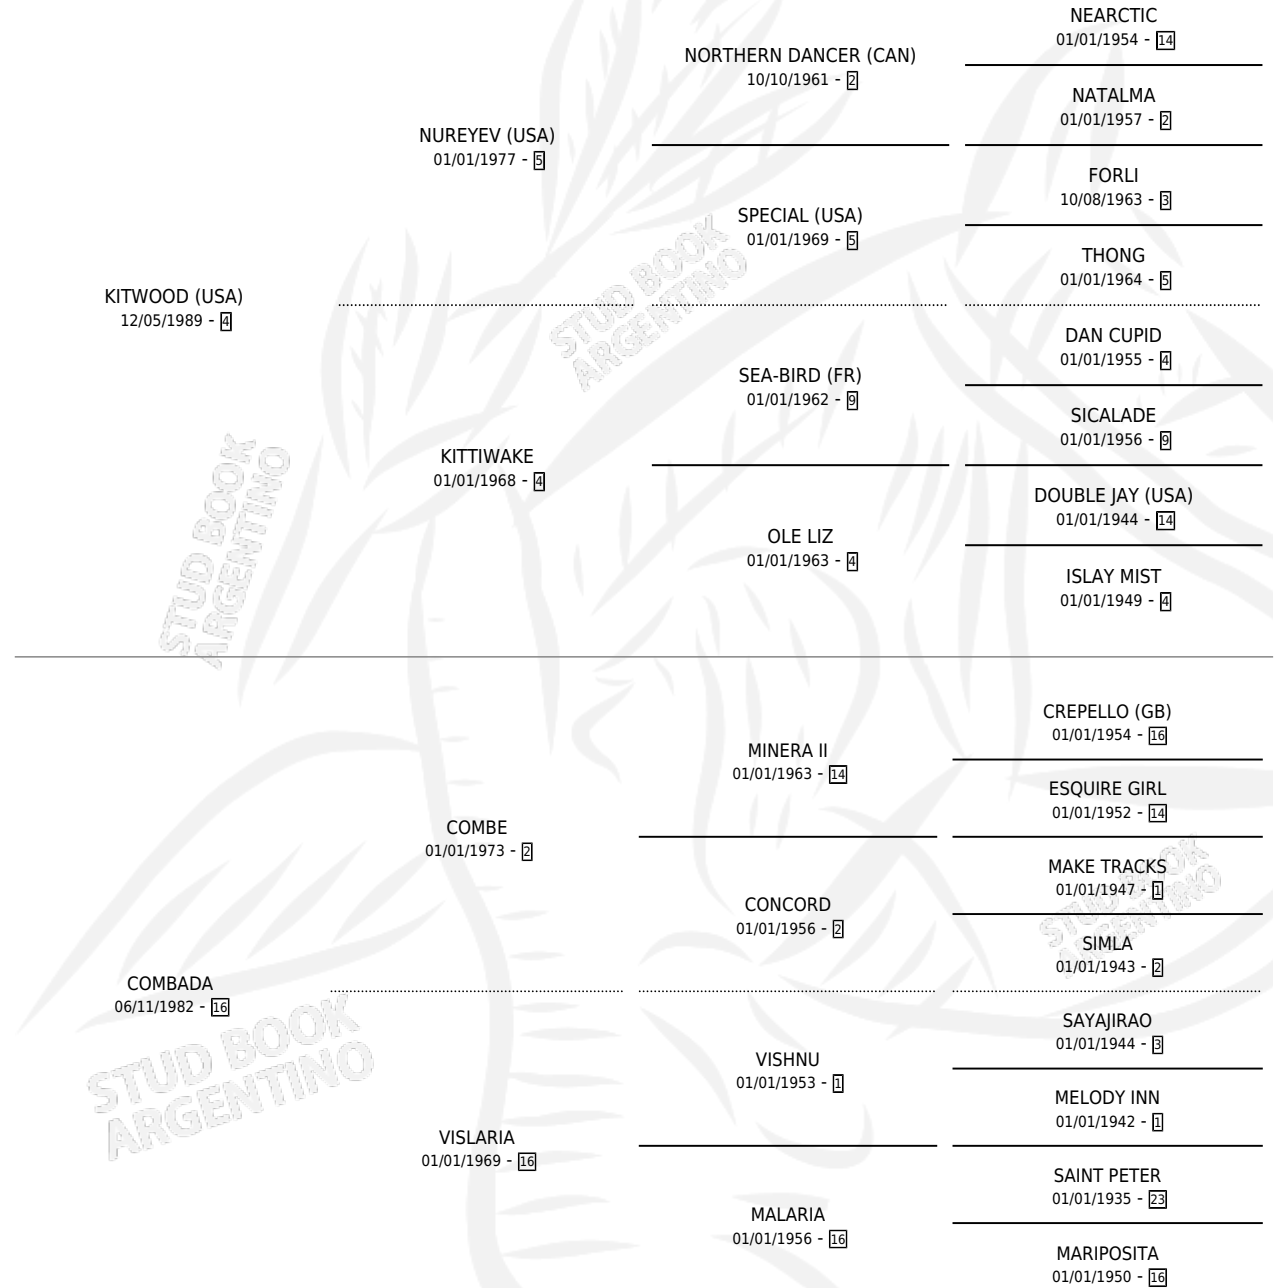 NEARCTIC
01/01/1954 - 14
NORTHERN DANCER (CAN)
10/10/1961 - 2
NATALMA
01/01/1957 - 2
NUREYEV (USA)
01/01/1977 - 5
FORLI
10/08/1963 - 3
SPECIAL (USA)
01/01/1969 - 5
THONG
01/01/1964 - 5
KITWOOD (USA)
12/05/1989 - 4
DAN CUPID
01/01/1955 - 4
SEA-BIRD (FR)
01/01/1962 - 9
SICALADE
01/01/1956 - 9
KITTIWAKE
01/01/1968 - 4
DOUBLE JAY (USA)
01/01/1944 - 14
OLE LIZ
01/01/1963 - 4
ISLAY MIST
01/01/1949 - 4
CREPELLO (GB)
01/01/1954 - 16
MINERA II
01/01/1963 - 14
ESQUIRE GIRL
01/01/1952 - 14
COMBE
01/01/1973 - 2
MAKE TRACKS
01/01/1947 - 1
CONCORD
01/01/1956 - 2
SIMLA
01/01/1943 - 2
COMBADA
06/11/1982 - 16
SAYAJIRAO
01/01/1944 - 3
VISHNU
01/01/1953 - 1
MELODY INN
01/01/1942 - 1
VISLARIA
01/01/1969 - 16
SAINT PETER
01/01/1935 - 23
MALARIA
01/01/1956 - 16
MARIPOSITA
01/01/1950 - 16
STUD BOOK
ARGENTINO
STUD BOOK
ARGENTINO
STUD BOOK
ARGENTINO
STUD BOOK
ARGENTINO